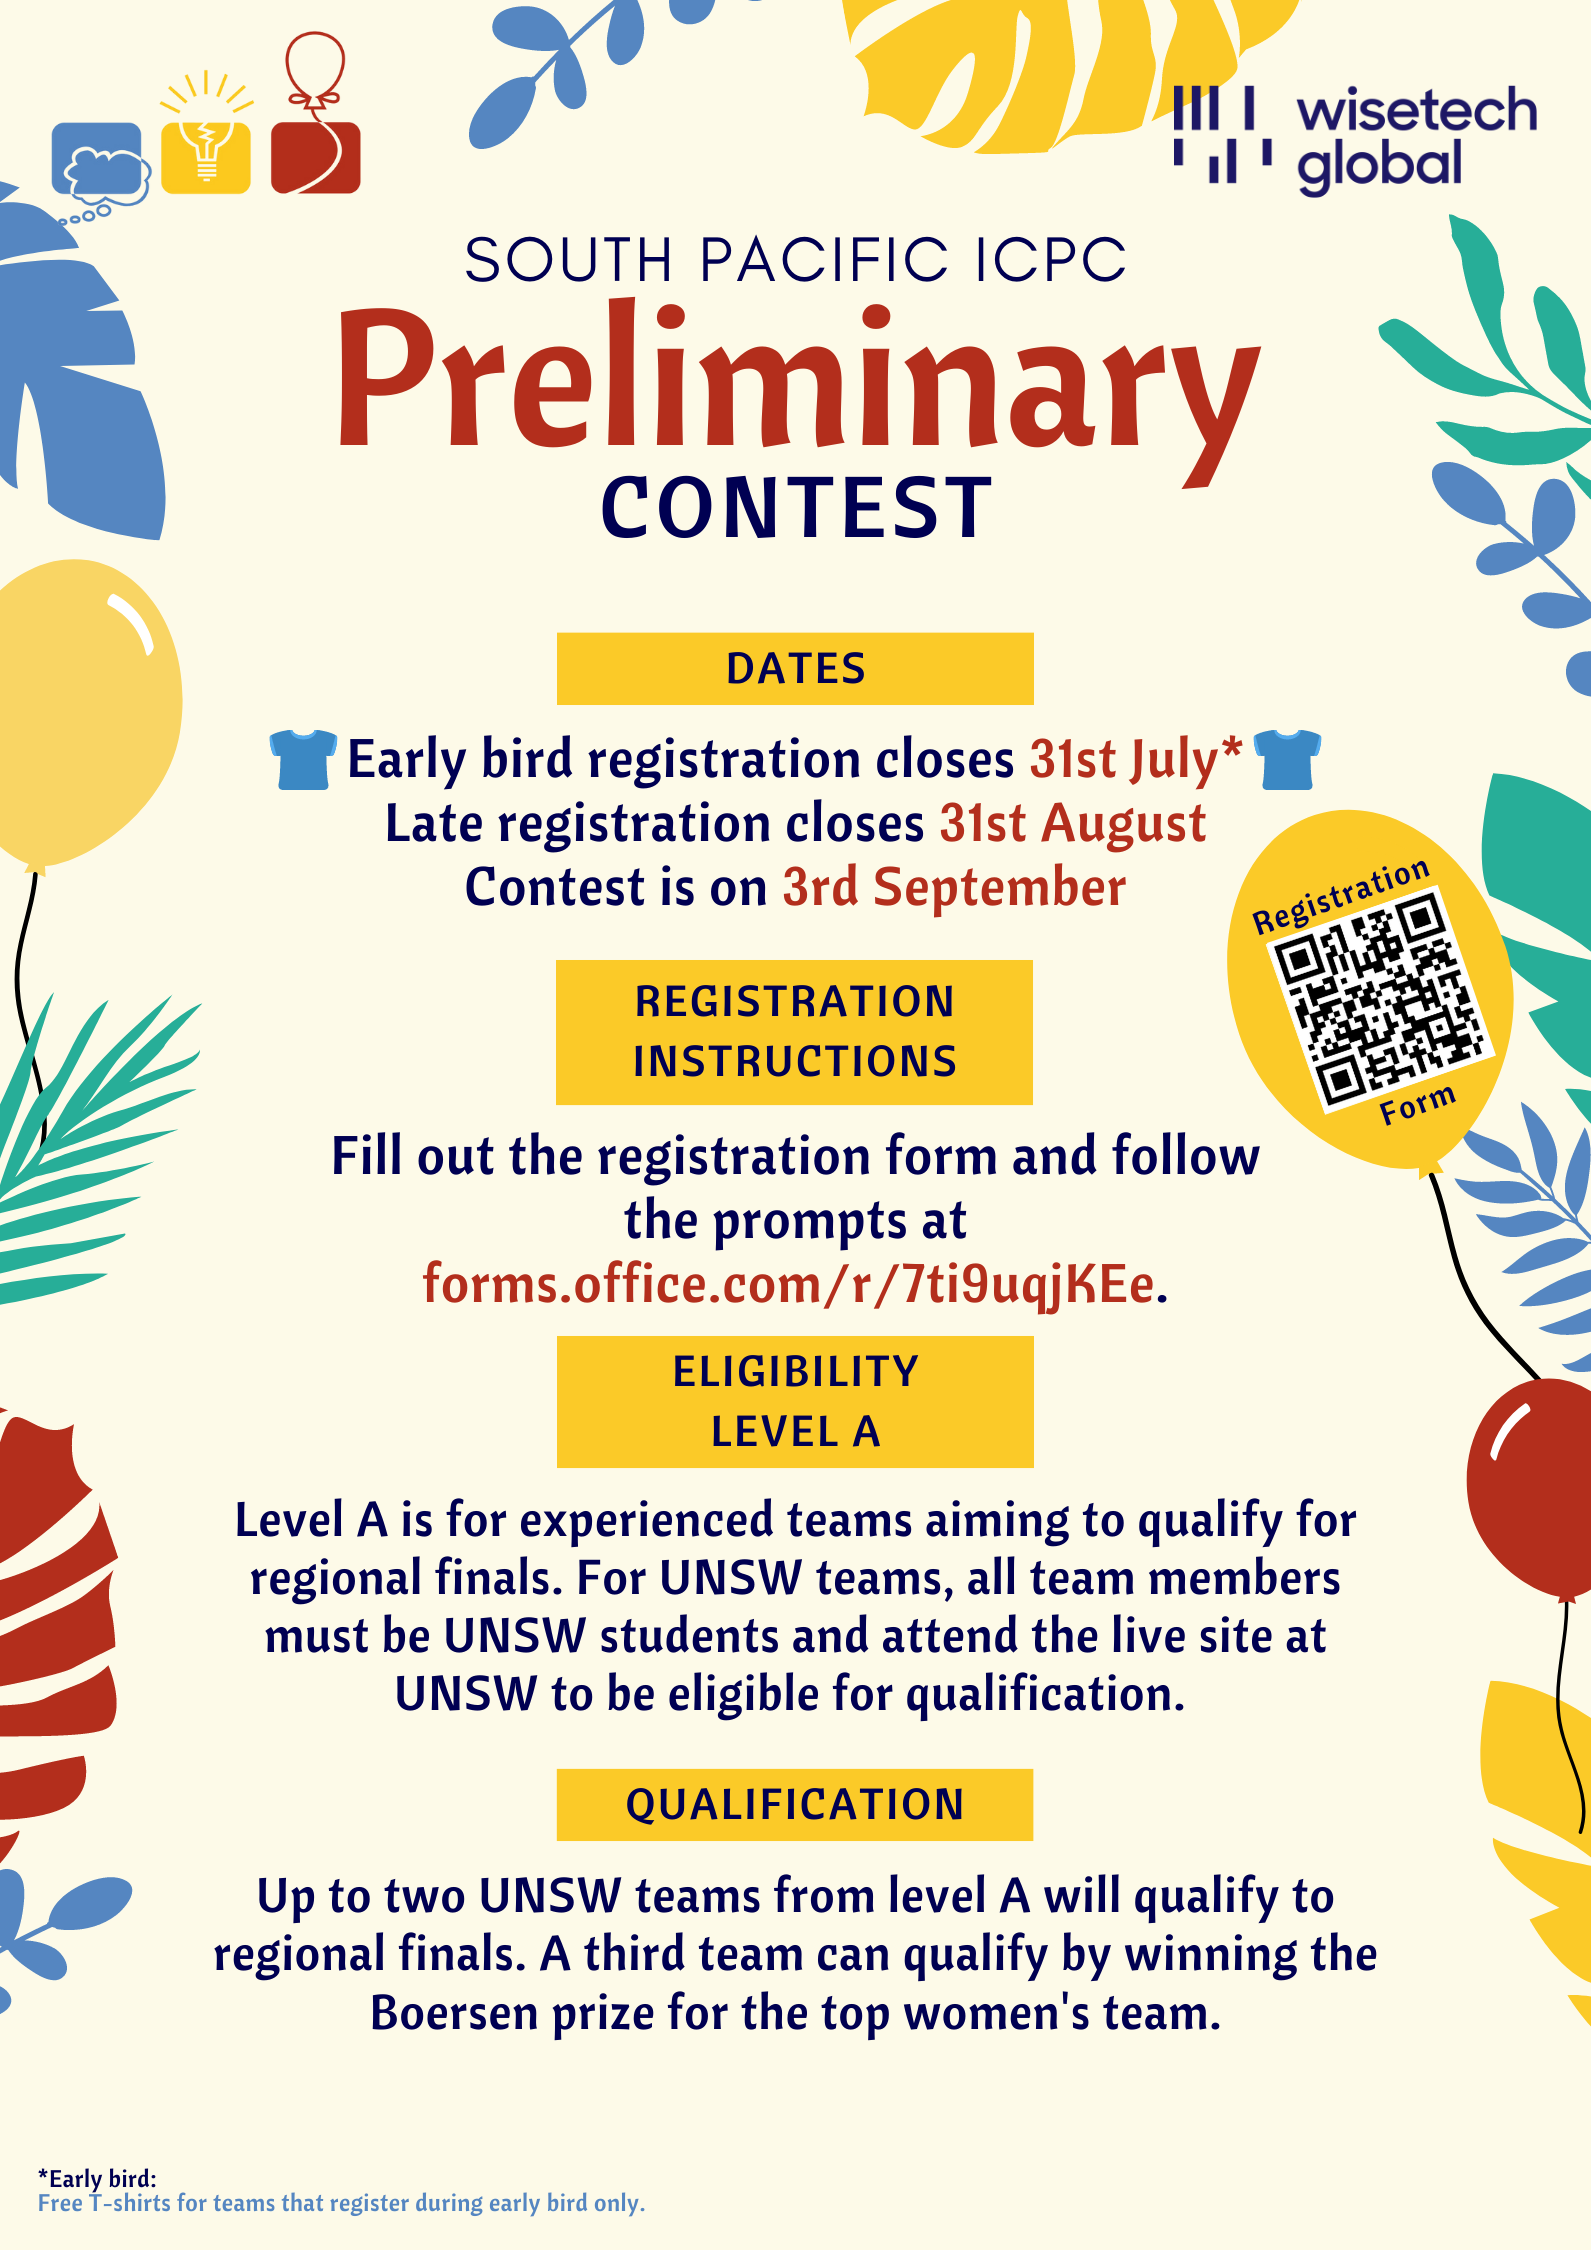 wisetech
global
SOUTH PACIFIC ICPC
Preliminary
CONTEST
DATES
Early bird registration closes 31st July*
Late registration closes 31st August
Contest is on 3rd September
Registration
Form
REGISTRATION
INSTRUCTIONS
Fill out the registration form and follow
the prompts at
forms.office.com/r/7ti9uqjKEe.
ELIGIBILITY
LEVEL A
Level A is for experienced teams aiming to qualify for
regional finals. For UNSW teams, all team members
must be UNSW students and attend the live site at
UNSW to be eligible for qualification.
QUALIFICATION
Up to two UNSW teams from level A will qualify to
regional finals. A third team can qualify by winning the
Boersen prize for the top women's team.
*Early bird:
Free T-shirts for teams that register during early bird only.